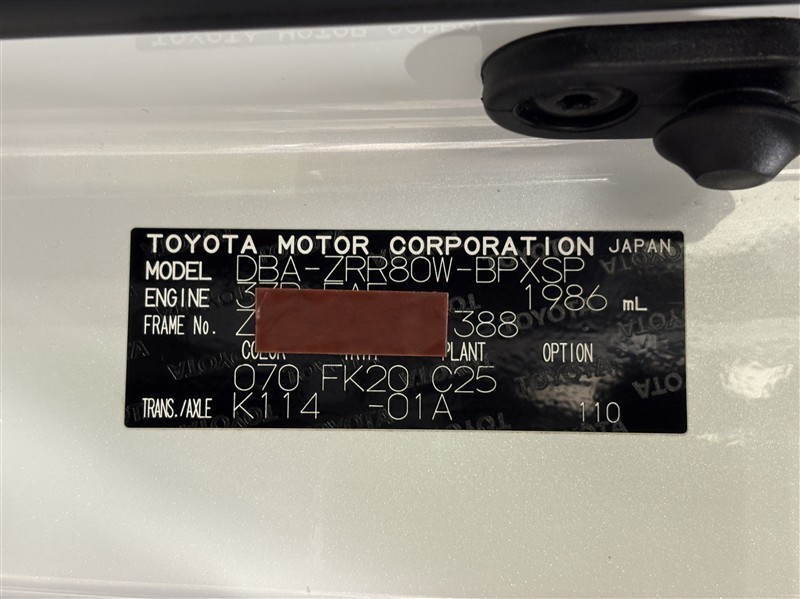 TOYOTA MOTOR CORPORATION JAPAN
MODEL DBA-ZRR80W-BPXSP
ENGINE 1986 mL
FRAME No. Z 388
COLOR TRIM PLANT OPTION
070 FK20 C25
TRANS./AXLE K114 -01A 110